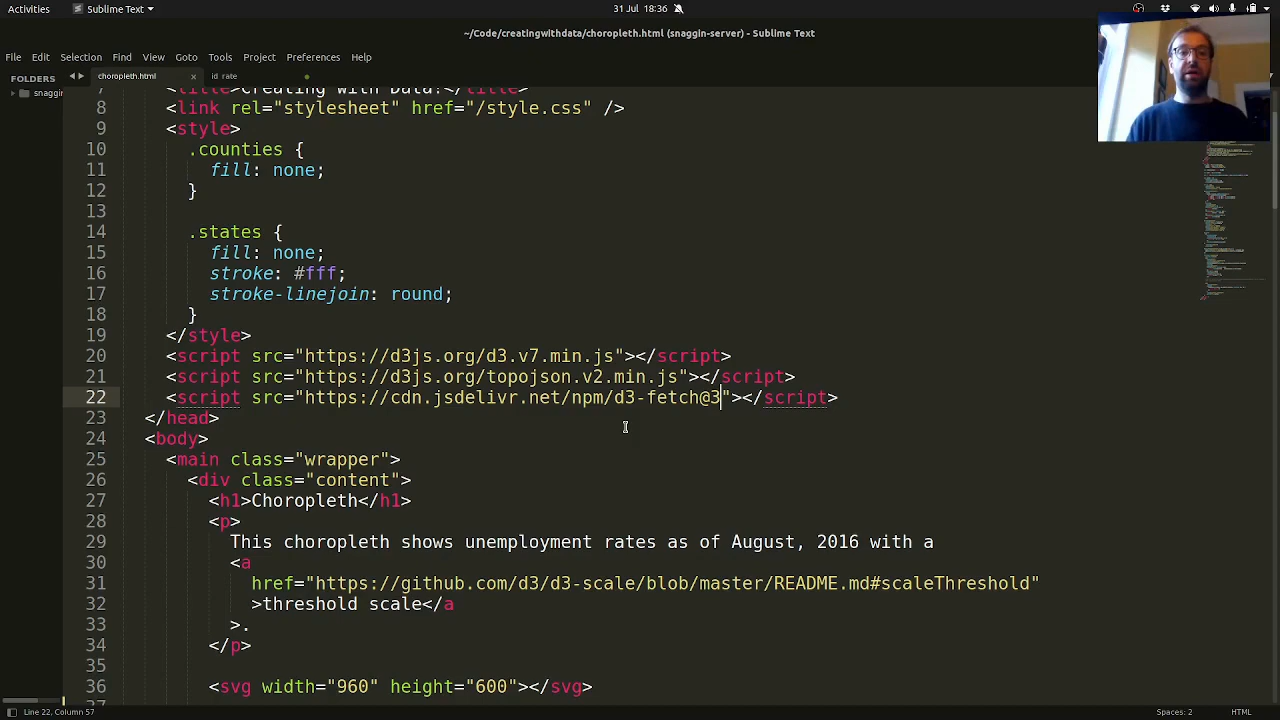 Activities
Sublime Text
31 Jul 18:36
~/Code/creatingwithdata/choropleth.html (snaggin-server) - Sublime Text
File Edit Selection Find View Goto Tools Project Preferences Help
FOLDERS
snaggin
choropleth.html
id rate
7 <title>Creating with Data!</title>
8 <link rel="stylesheet" href="/style.css" />
9 <style>
10 .counties {
11 fill: none;
12 }
13
14 .states {
15 fill: none;
16 stroke: #fff;
17 stroke-linejoin: round;
18 }
19 </style>
20 <script src="https://d3js.org/d3.v7.min.js"></script>
21 <script src="https://d3js.org/topojson.v2.min.js"></script>
22 <script src="https://cdn.jsdelivr.net/npm/d3-fetch@3"></script>
23 </head>
24 <body>
25 <main class="wrapper">
26 <div class="content">
27 <h1>Choropleth</h1>
28 <p>
29 This choropleth shows unemployment rates as of August, 2016 with a
30 <a
31 href="https://github.com/d3/d3-scale/blob/master/README.md#scaleThreshold"
32 >threshold scale</a
33 >.
34 </p>
35
36 <svg width="960" height="600"></svg>
Line 22, Column 57
Spaces: 2
HTML